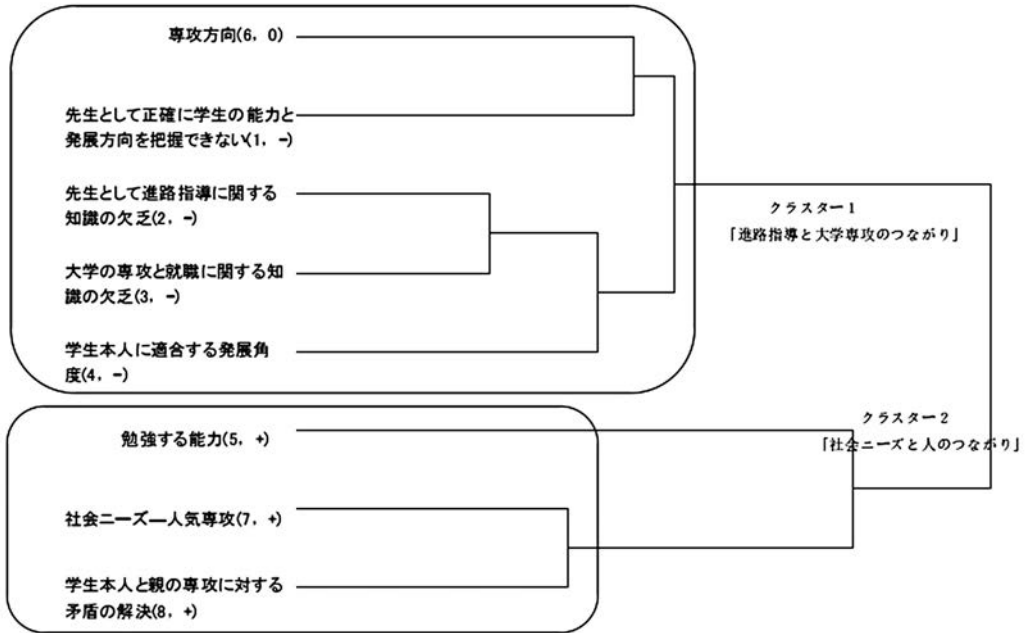 専攻方向(6, 0)
先生として正確に学生の能力と
発展方向を把握できない(1, -)
先生として進路指導に関する
知識の欠乏(2, -)
大学の専攻と就職に関する知
識の欠乏(3, -)
学生本人に適合する発展角
度(4, -)
クラスター1
「進路指導と大学専攻のつながり」
勉強する能力(5, +)
社会ニーズ―人気専攻(7, +)
学生本人と親の専攻に対する
矛盾の解決(8, +)
クラスター2
「社会ニーズと人のつながり」